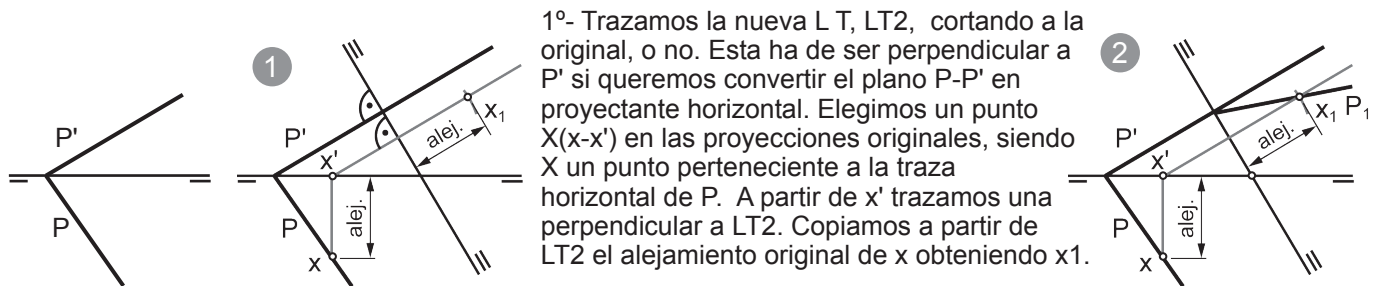 P'
P
1
P'
x'
alej.
x1
P
alej.
x
1º- Trazamos la nueva L T, LT2, cortando a la
original, o no. Esta ha de ser perpendicular a
P' si queremos convertir el plano P-P' en
proyectante horizontal. Elegimos un punto
X(x-x') en las proyecciones originales, siendo
X un punto perteneciente a la traza
horizontal de P. A partir de x' trazamos una
perpendicular a LT2. Copiamos a partir de
LT2 el alejamiento original de x obteniendo x1.
2
P'
x'
alej.
x1 P1
P
alej.
x